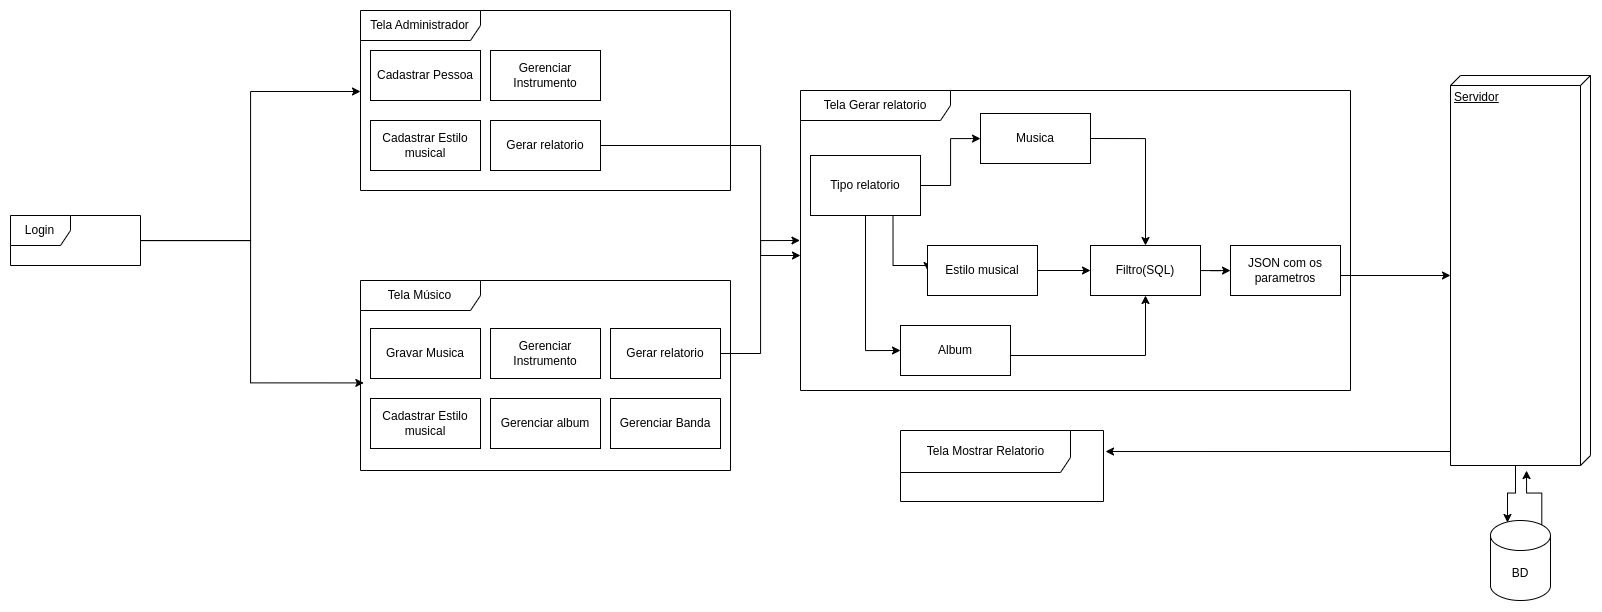 Tela Administrador
Cadastrar Pessoa
Gerenciar
Instrumento
Cadastrar Estilo
musical
Gerar relatorio
Login
Tela Músico
Gravar Musica
Gerenciar
Instrumento
Gerar relatorio
Cadastrar Estilo
musical
Gerenciar album
Gerenciar Banda
Tela Gerar relatorio
Musica
Tipo relatorio
Estilo musical
Filtro(SQL)
JSON com os
parametros
Album
Tela Mostrar Relatorio
Servidor
BD